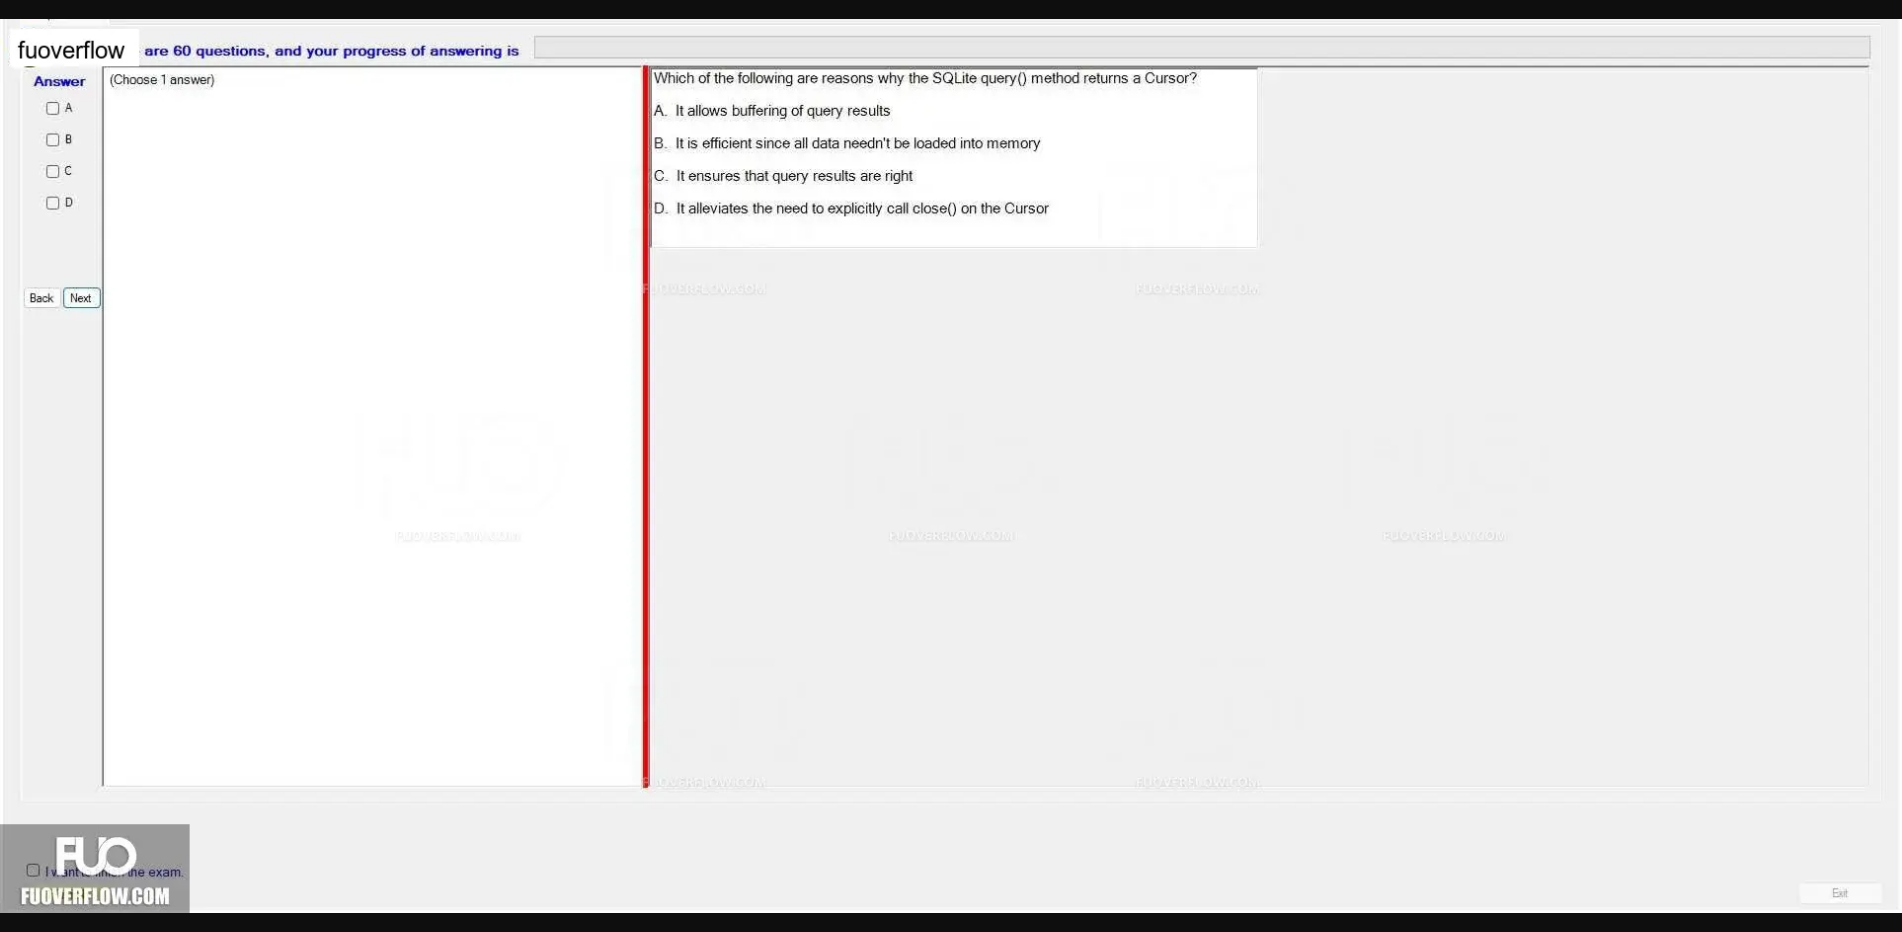 fuoverflow are 60 questions, and your progress of answering is
Answer
(Choose 1 answer)
A
B
C
D
Back Next
Which of the following are reasons why the SQLite query() method returns a Cursor?
A. It allows buffering of query results
B. It is efficient since all data needn't be loaded into memory
C. It ensures that query results are right
D. It alleviates the need to explicitly call close() on the Cursor
FUOVERFLOW.COM FUOVERFLOW.COM
FUOVERFLOW.COM FUOVERFLOW.COM FUOVERFLOW.COM
FUOVERFLOW.COM FUOVERFLOW.COM
FUO
I want to finish the exam.
FUOVERFLOW.COM
Exit